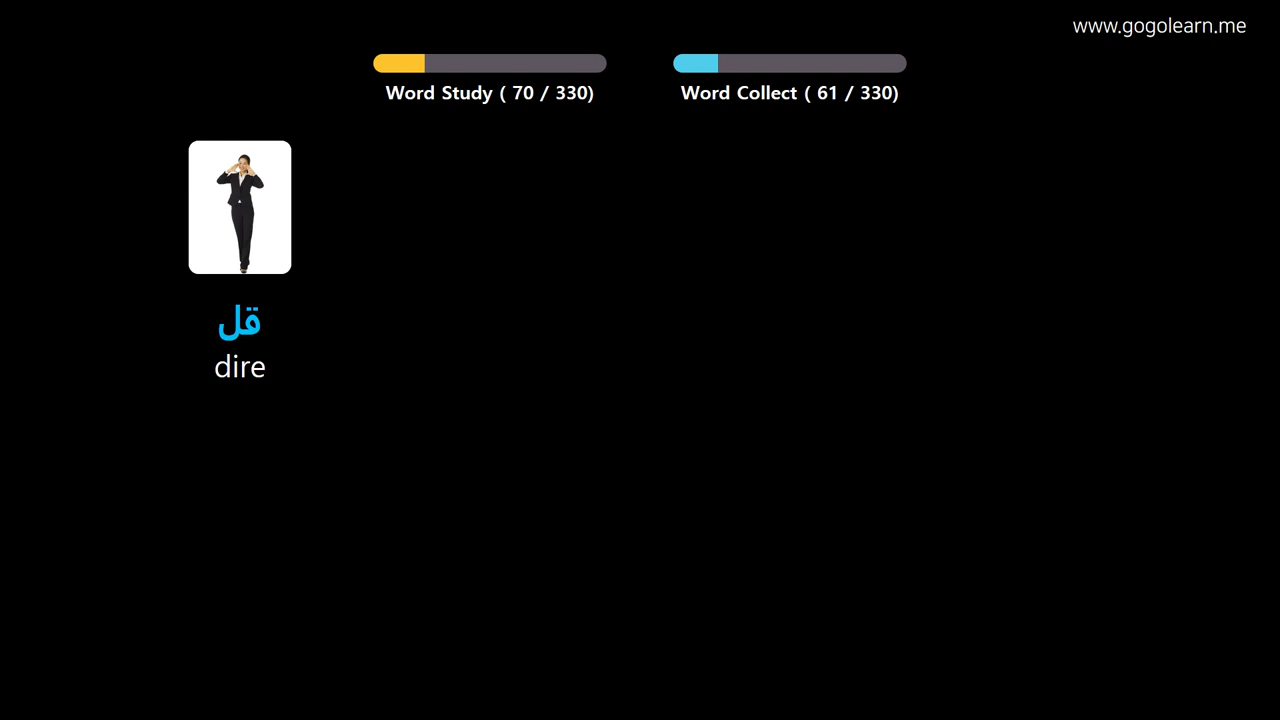 www.gogolearn.me
Word Study ( 70 / 330)
Word Collect ( 61 / 330)
قل
dire